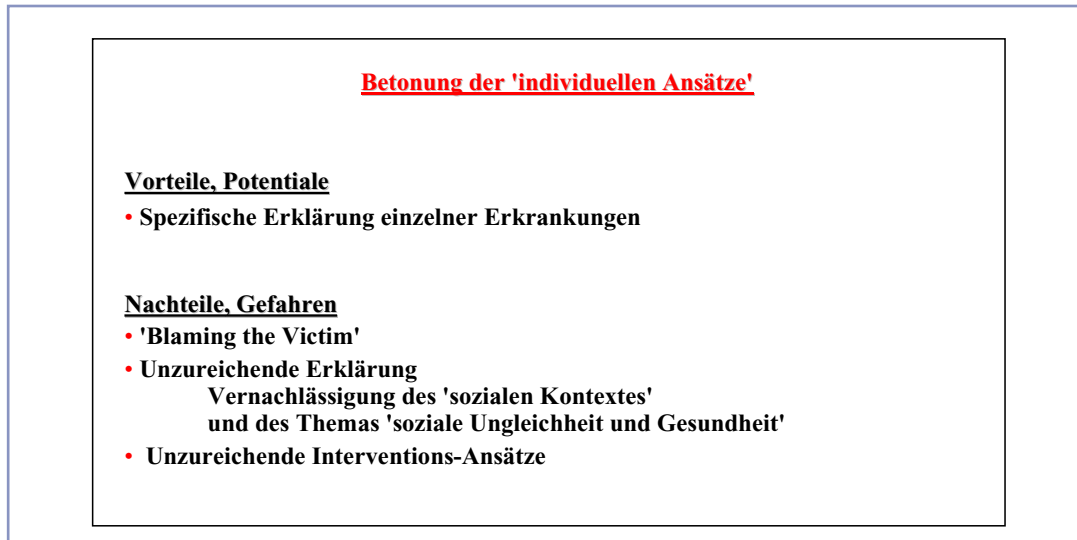 Betonung der 'individuellen Ansätze'
Vorteile, Potentiale
• Spezifische Erklärung einzelner Erkrankungen
Nachteile, Gefahren
• 'Blaming the Victim'
• Unzureichende Erklärung
Vernachlässigung des 'sozialen Kontextes'
und des Themas 'soziale Ungleichheit und Gesundheit'
• Unzureichende Interventions-Ansätze